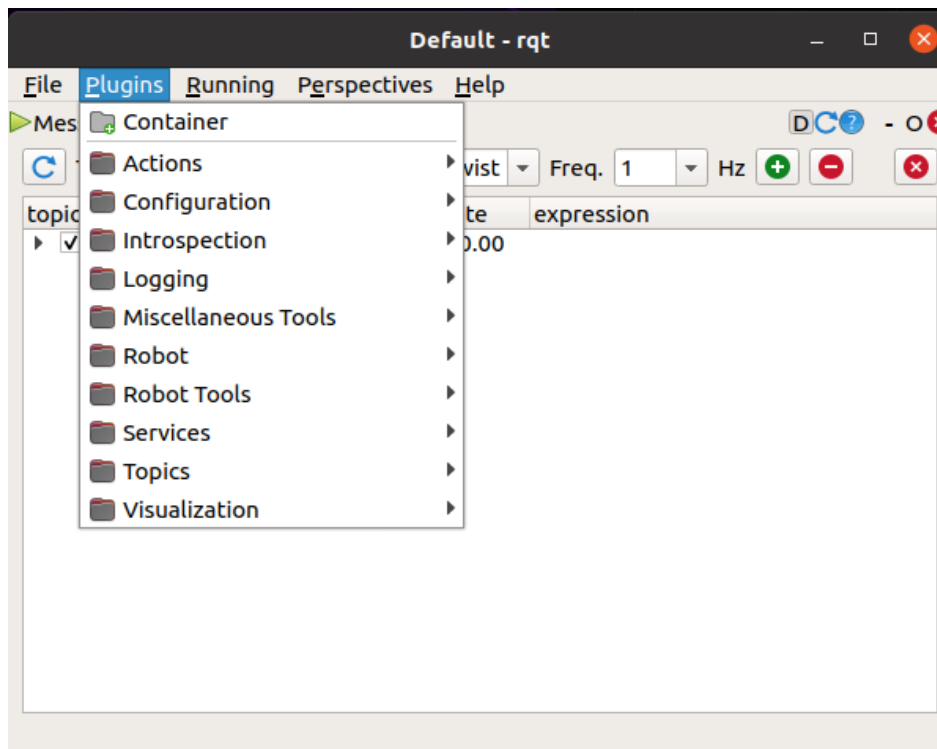 Default - rqt
File Plugins Running Perspectives Help
Mes D - O
Container
Actions
vist Freq. 1 Hz
Configuration
topic te expression
Introspection
0.00
Logging
Miscellaneous Tools
Robot
Robot Tools
Services
Topics
Visualization